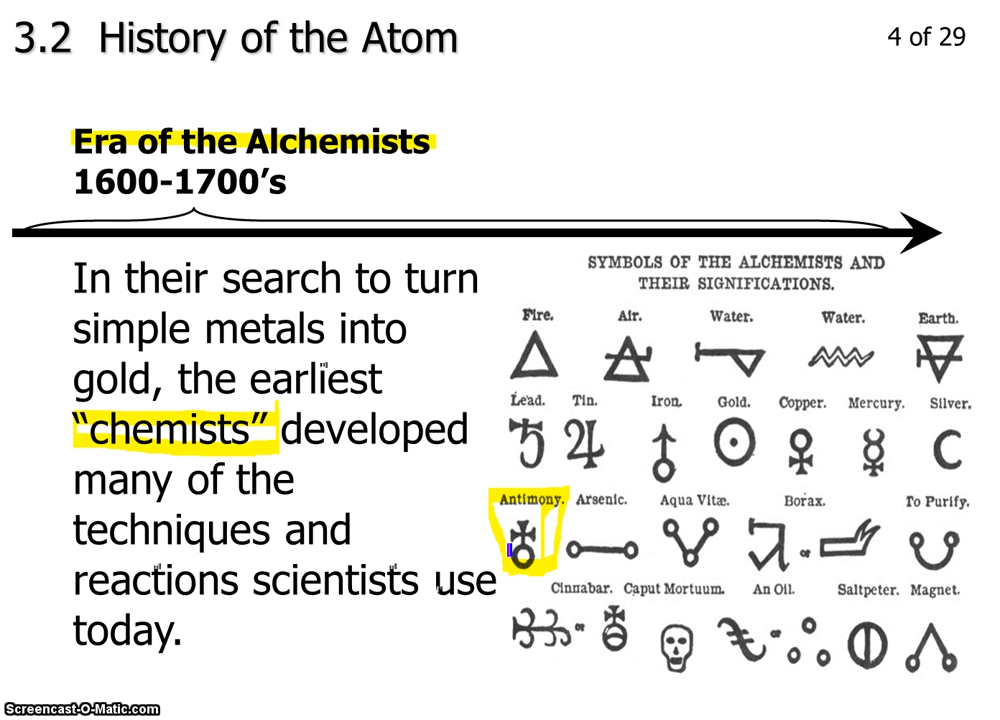 3.2 History of the Atom
4 of 29
Era of the Alchemists
1600-1700’s
In their search to turn
simple metals into
gold, the earliest
“chemists” developed
many of the
techniques and
reactions scientists use
today.
SYMBOLS OF THE ALCHEMISTS AND
THEIR SIGNIFICATIONS.
Fire. Air. Water. Water. Earth.
Lead. Tin. Iron. Gold. Copper. Mercury. Silver.
Antimony. Arsenic. Aqua Vitæ. Borax. To Purify.
or
Cinnabar. Caput Mortuum. An Oil. Saltpeter. Magnet.
or or
Screencast-O-Matic.com